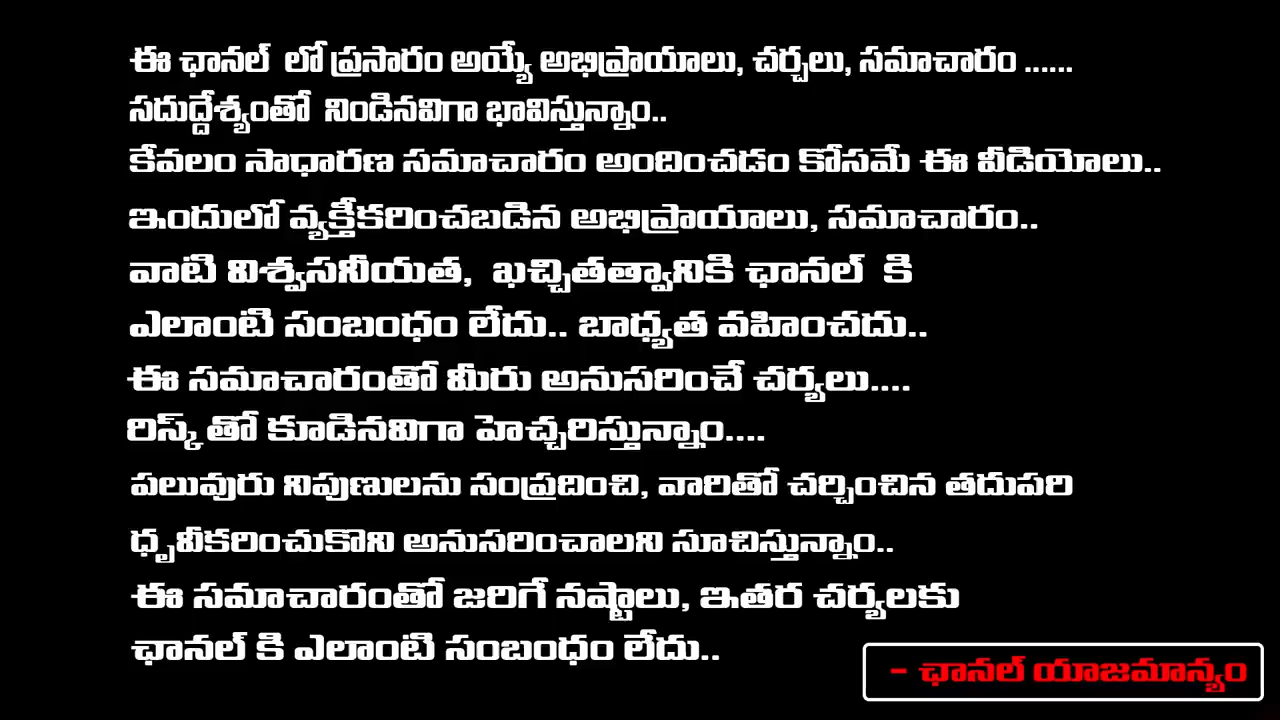 ఈ ఛానల్ లో ప్రసారం అయ్యే అభిప్రాయాలు, చర్చలు, సమాచారం ......
సదుద్దేశ్యంతో నిండినవిగా భావిస్తున్నాం..
కేవలం సాధారణ సమాచారం అందించడం కోసమే ఈ వీడియోలు..
ఇందులో వ్యక్తీకరించబడిన అభిప్రాయాలు, సమాచారం..
వాటి విశ్వసనీయత, ఖచ్చితత్వానికి ఛానల్ కి
ఎలాంటి సంబంధం లేదు.. బాధ్యత వహించదు..
ఈ సమాచారంతో మీరు అనుసరించే చర్యలు....
రిస్క్ తో కూడినవిగా హెచ్చరిస్తున్నాం....
పలువురు నిపుణులను సంప్రదించి, వారితో చర్చించిన తదుపరి
ధృవీకరించుకొని అనుసరించాలని సూచిస్తున్నాం..
ఈ సమాచారంతో జరిగే నష్టాలు, ఇతర చర్యలకు
ఛానల్ కి ఎలాంటి సంబంధం లేదు..
- ఛానల్ యాజమాన్యం